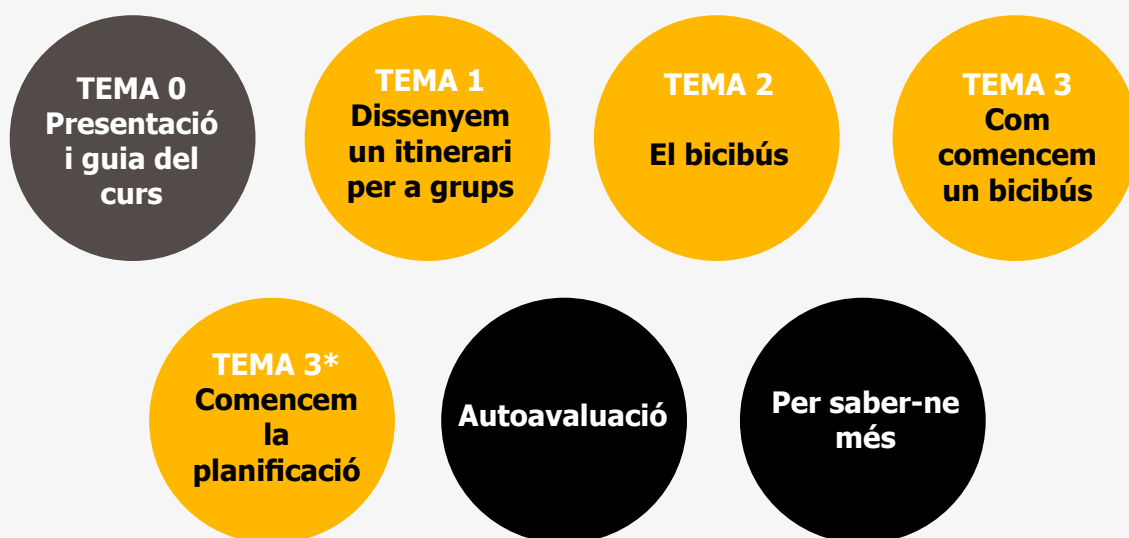 TEMA 0
Presentació
i guia del
curs
TEMA 1
Dissenyem
un itinerari
per a grups
TEMA 2
El bicibús
TEMA 3
Com
comencem
un bicibús
TEMA 3*
Comencem
la
planificació
Autoavaluació
Per saber-ne
més